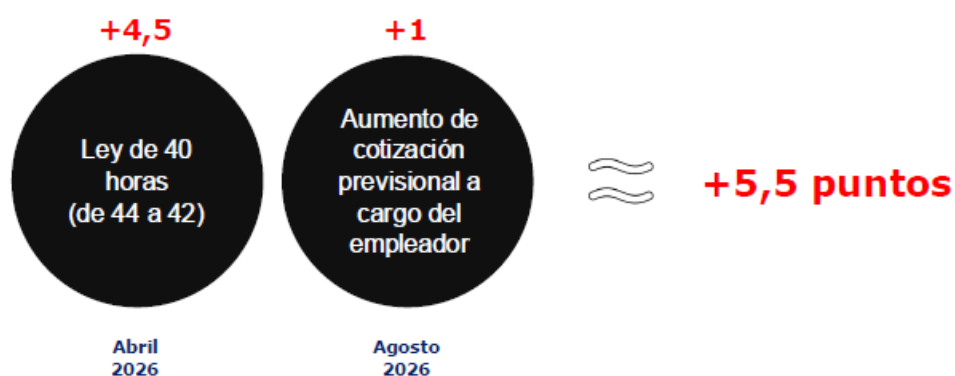 +4,5
Ley de 40
horas
(de 44 a 42)
Abril
2026
+1
Aumento de
cotización
previsional a
cargo del
empleador
Agosto
2026
+5,5 puntos